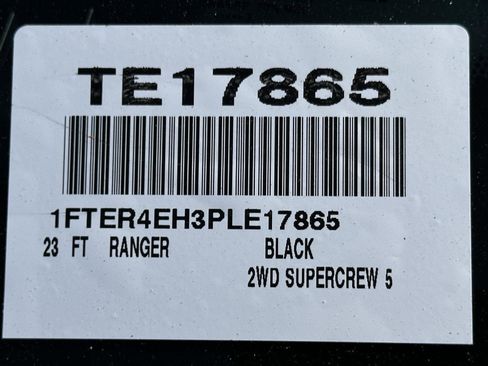 TE17865
1FTER4EH3PLE17865
23 FT RANGER BLACK
2WD SUPERCREW 5